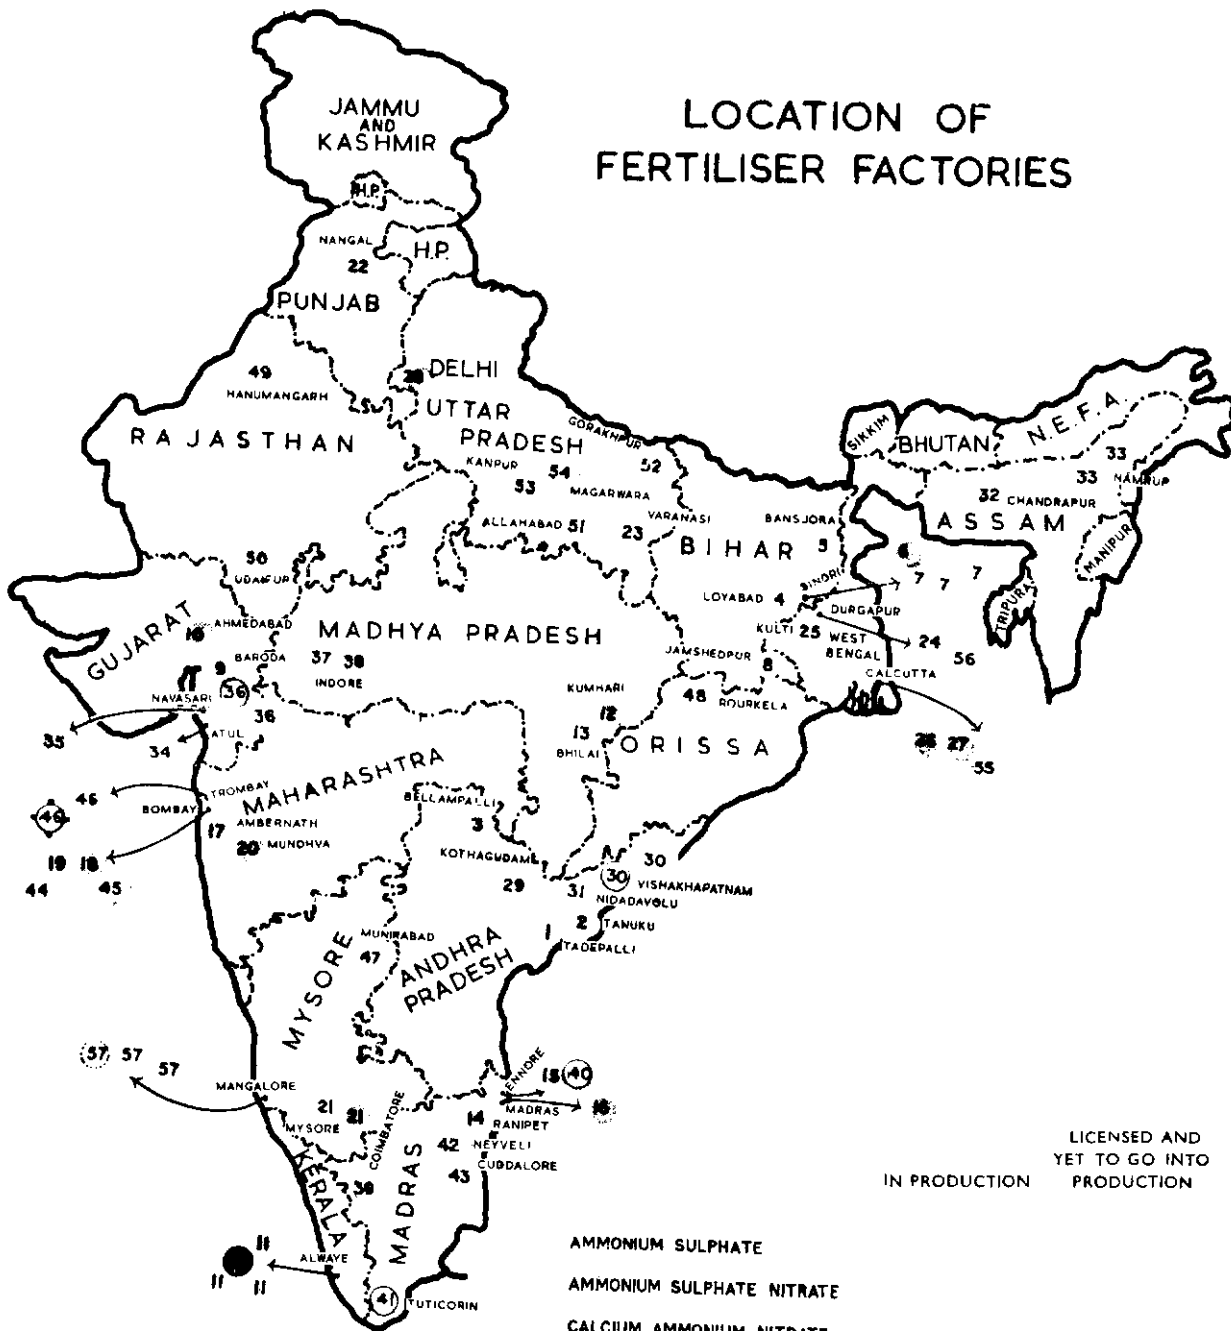 LOCATION OF
FERTILISER FACTORIES
JAMMU
AND
KASHMIR
H.P.
NANGAL
22
H.P.
PUNJAB
49
HANUMANGARH
DELHI
UTTAR
PRADESH
RAJASTHAN
GORAKHPUR
52
KANPUR
54
53
MAGARWARA
ALLAHABAD 51
VARANASI
23
SIKKIM
BHUTAN
N.E.F.A.
33
33 NAMRUP
32 CHANDRAPUR
ASSAM
MANIPUR
TRIPURA
BANSJORA
5
BIHAR
6
7
7
7
SINDRI
LOYABAD 4
DURGAPUR
KULTI 25
WEST
BENGAL
24
56
JAMSHEDPUR
8
CALCUTTA
27
55
50
UDAIPUR
GUJARAT
AHMEDABAD
BARODA
9
MADHYA PRADESH
37 38
INDORE
NAVASARI
36
36
35
34 ATUL
KUMHARI
12
13
BHILAI
48
ROURKELA
ORISSA
46
46
TROMBAY
BOMBAY
MAHARASHTRA
17
AMBERNATH
20 MUNDHVA
19 18
44 45
BELLAMPALLI
3
KOTHAGUDAM
29
30
30
VISHAKHAPATNAM
31
NIDADAVOLU
2 TANUKU
1
TADEPALLI
MUNIRABAD
47
MYSORE
ANDHRA
PRADESH
57 57
57
MANGALORE
21 21
MYSORE
COIMBATORE
39
KERALA
MADRAS
ENNORE
15 40
MADRAS
16
14
RANIPET
42 NEYVELI
43
CUDDALORE
11
11 11
ALWAYE
41 TUTICORIN
IN PRODUCTION
LICENSED AND
YET TO GO INTO
PRODUCTION
AMMONIUM SULPHATE
AMMONIUM SULPHATE NITRATE
CALCIUM AMMONIUM NITRATE